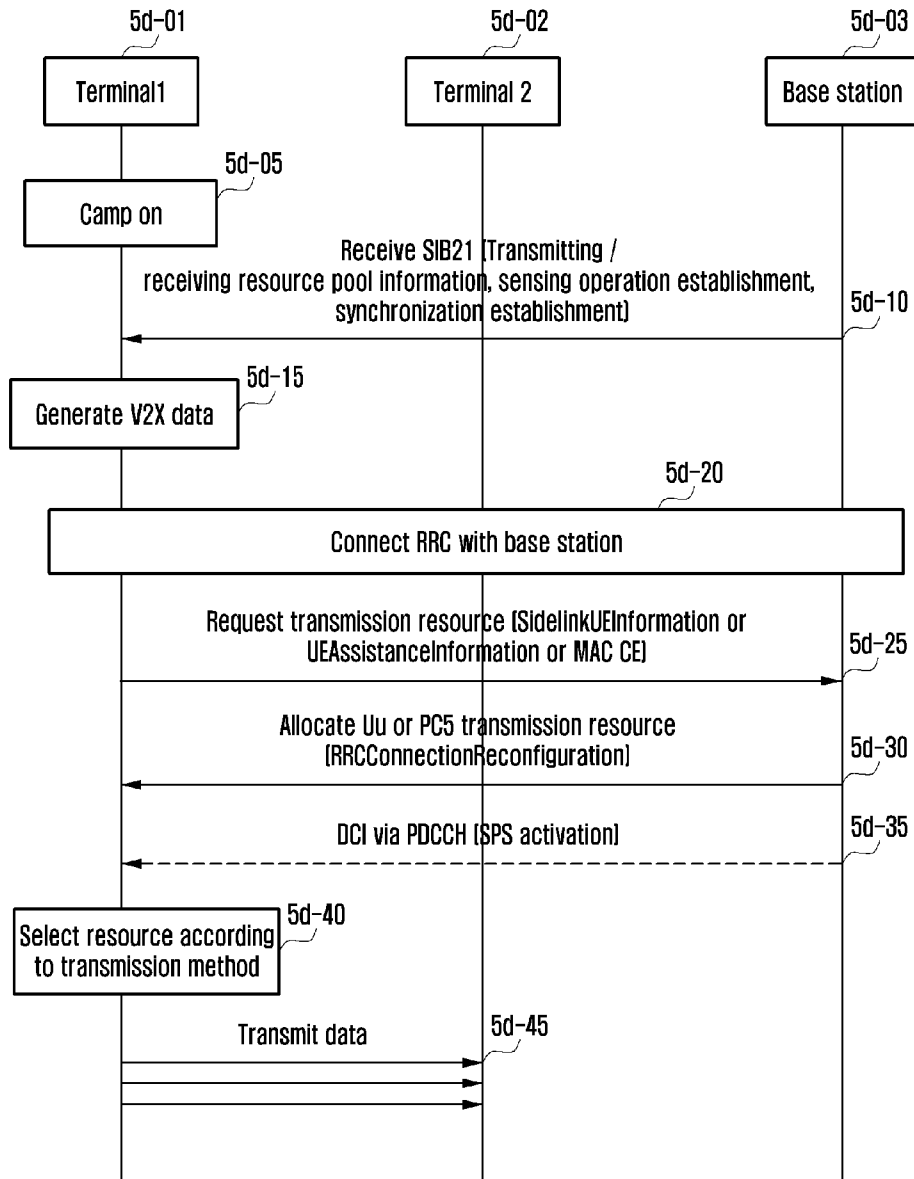 5d-01
5d-02
5d-03
Terminal1
Terminal 2
Base station
5d-05
Camp on
Receive SIB21 (Transmitting /
receiving resource pool information, sensing operation establishment,
synchronization establishment)
5d-10
5d-15
Generate V2X data
5d-20
Connect RRC with base station
Request transmission resource (SidelinkUEInformation or
UEAssistanceInformation or MAC CE)
5d-25
Allocate Uu or PC5 transmission resource
(RRCConnectionReconfiguration)
5d-30
DCI via PDCCH (SPS activation)
5d-35
5d-40
Select resource according
to transmission method
Transmit data
5d-45